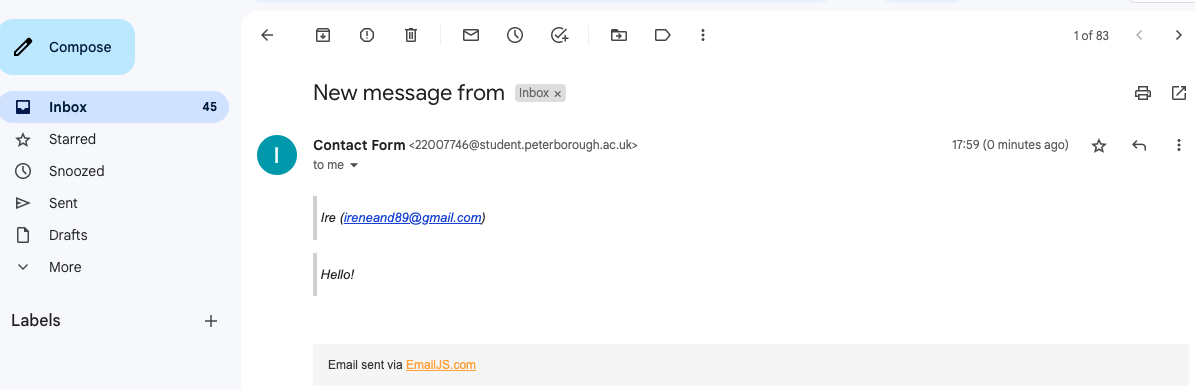 Compose
Inbox 45
Starred
Snoozed
Sent
Drafts
More
Labels
1 of 83
New message from Inbox ×
I
Contact Form <22007746@student.peterborough.ac.uk> 17:59 (0 minutes ago)
to me
Ire (ireneand89@gmail.com)
Hello!
Email sent via EmailJS.com